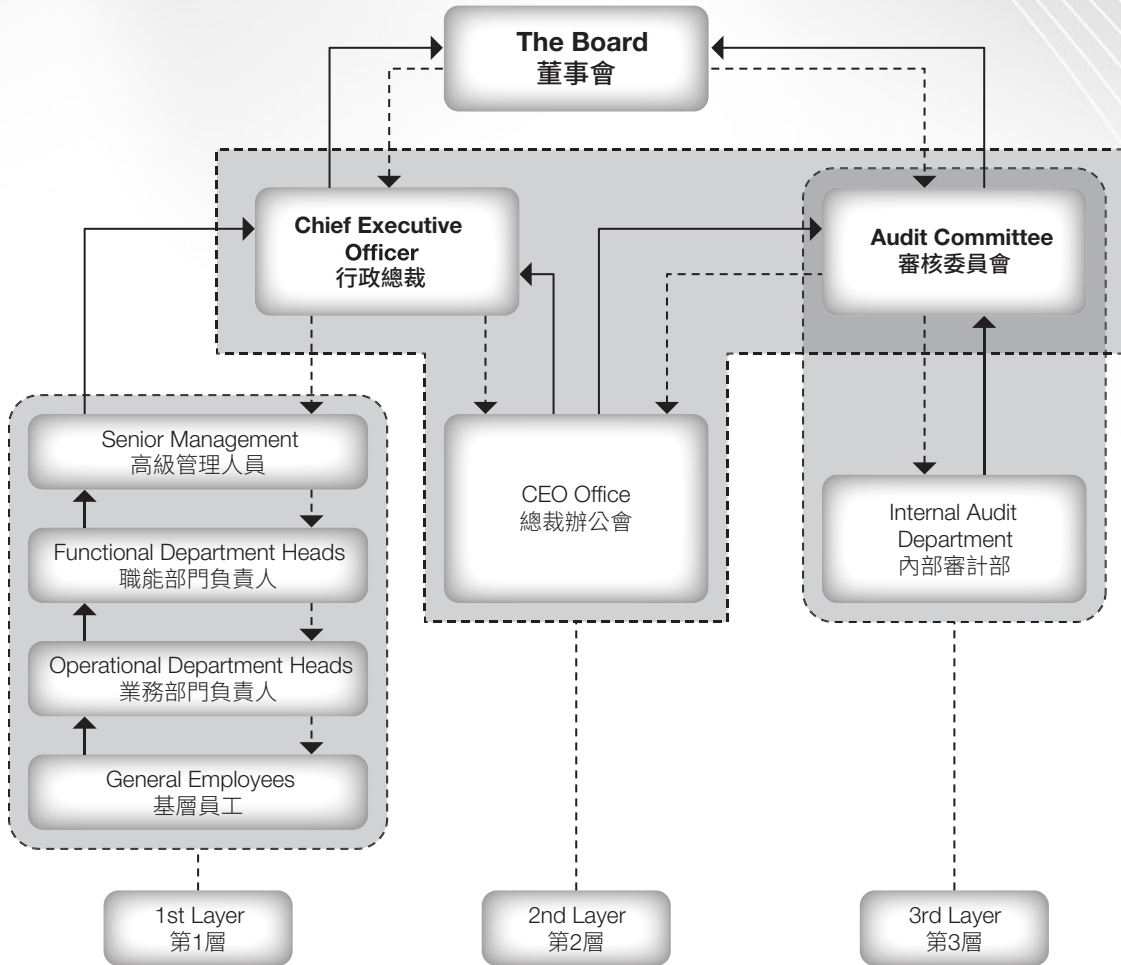 The Board
董事會
Chief Executive
Officer
行政總裁
Audit Committee
審核委員會
Senior Management
高級管理人員
Functional Department Heads
職能部門負責人
Operational Department Heads
業務部門負責人
General Employees
基層員工
CEO Office
總裁辦公會
Internal Audit
Department
內部審計部
1st Layer
第1層
2nd Layer
第2層
3rd Layer
第3層